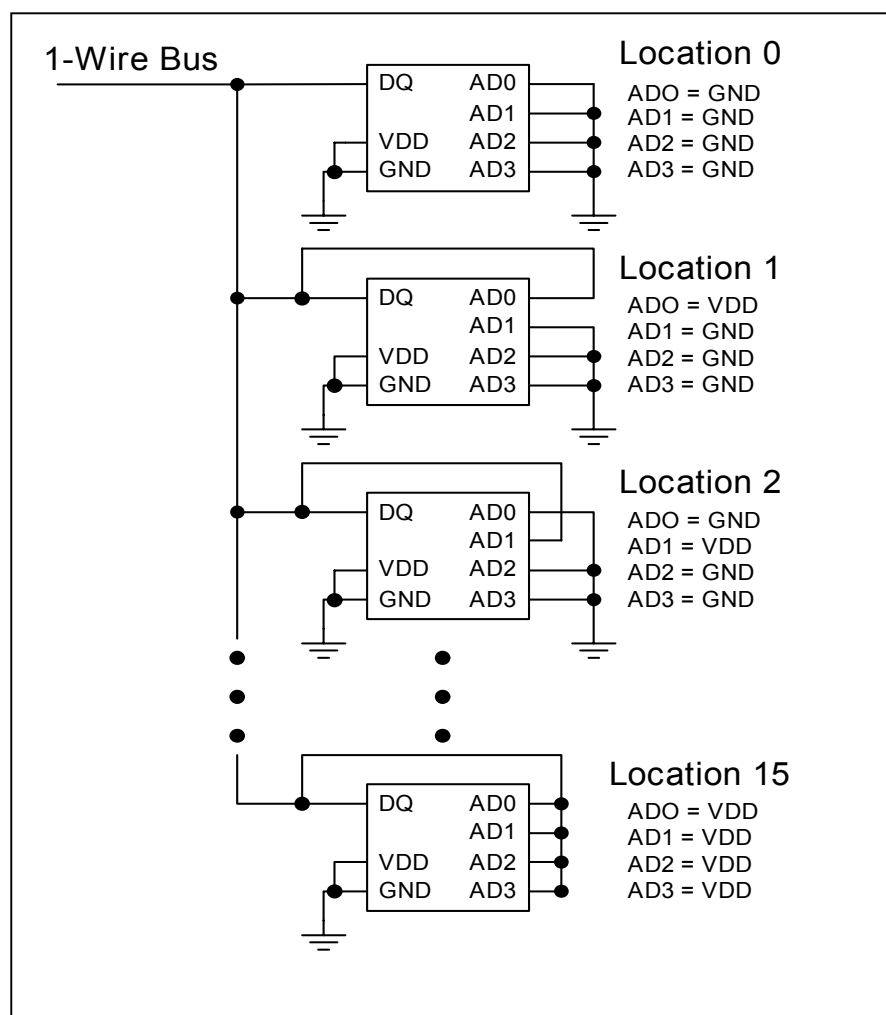 1-Wire Bus
DQ AD0
AD1
VDD AD2
GND AD3
Location 0
ADO = GND
AD1 = GND
AD2 = GND
AD3 = GND
DQ AD0
AD1
VDD AD2
GND AD3
Location 1
ADO = VDD
AD1 = GND
AD2 = GND
AD3 = GND
DQ AD0
AD1
VDD AD2
GND AD3
Location 2
ADO = GND
AD1 = VDD
AD2 = GND
AD3 = GND
DQ AD0
AD1
VDD AD2
GND AD3
Location 15
ADO = VDD
AD1 = VDD
AD2 = VDD
AD3 = VDD